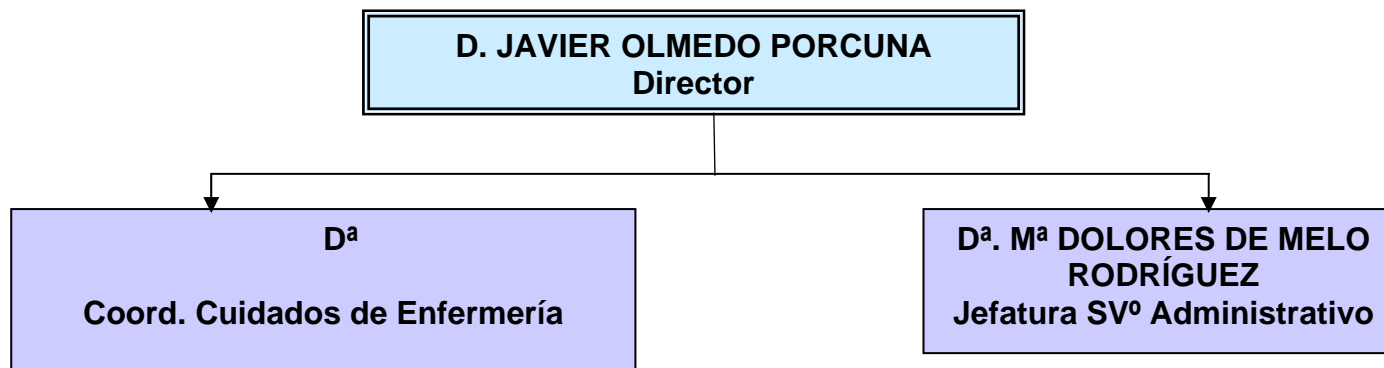 D. JAVIER OLMEDO PORCUNA
Director
Dª
Coord. Cuidados de Enfermería
Dª. Mª DOLORES DE MELO
RODRÍGUEZ
Jefatura SVº Administrativo